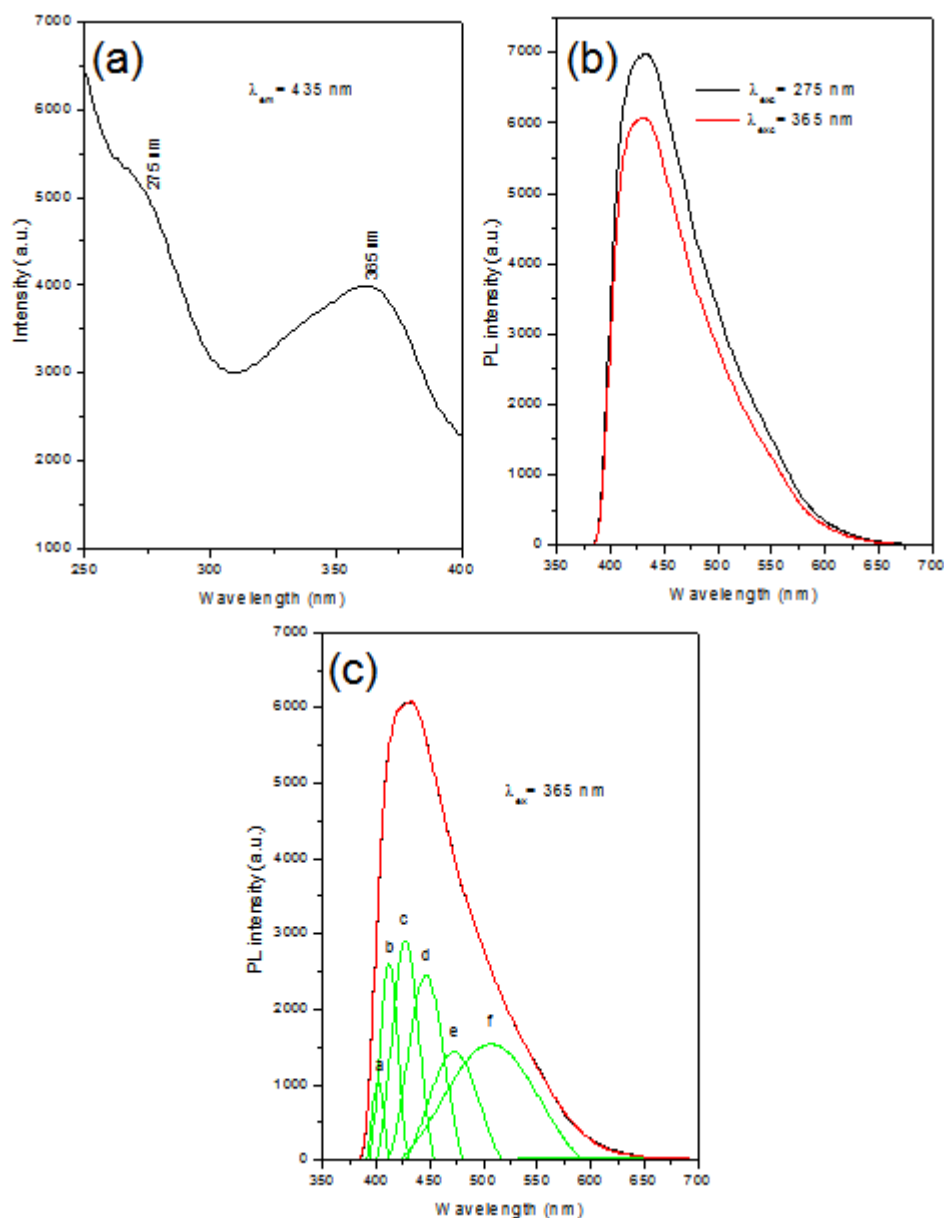 (a)
λem= 435 nm
275 nm
365 nm
7000
6000
5000
4000
3000
2000
1000
Intensity (a.u.)
250
300
350
400
Wavelength (nm)
(b)
λexc= 275 nm
λexc= 365 nm
7000
6000
5000
4000
3000
2000
1000
0
PL intensity (a.u.)
350
400
450
500
550
600
650
700
Wavelength (nm)
(c)
λex= 365 nm
7000
6000
5000
4000
3000
2000
1000
0
PL intensity (a.u.)
a
b
c
d
e
f
350
400
450
500
550
600
650
700
Wavelength (nm)